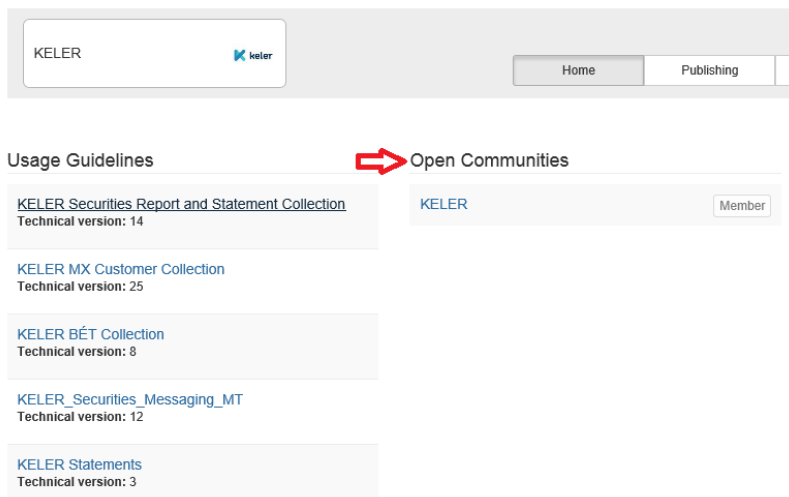 KELER
keler
Home
Publishing
Usage Guidelines
Open Communities
KELER Securities Report and Statement Collection
Technical version: 14
KELER
Member
KELER MX Customer Collection
Technical version: 25
KELER BÉT Collection
Technical version: 8
KELER_Securities_Messaging_MT
Technical version: 12
KELER Statements
Technical version: 3